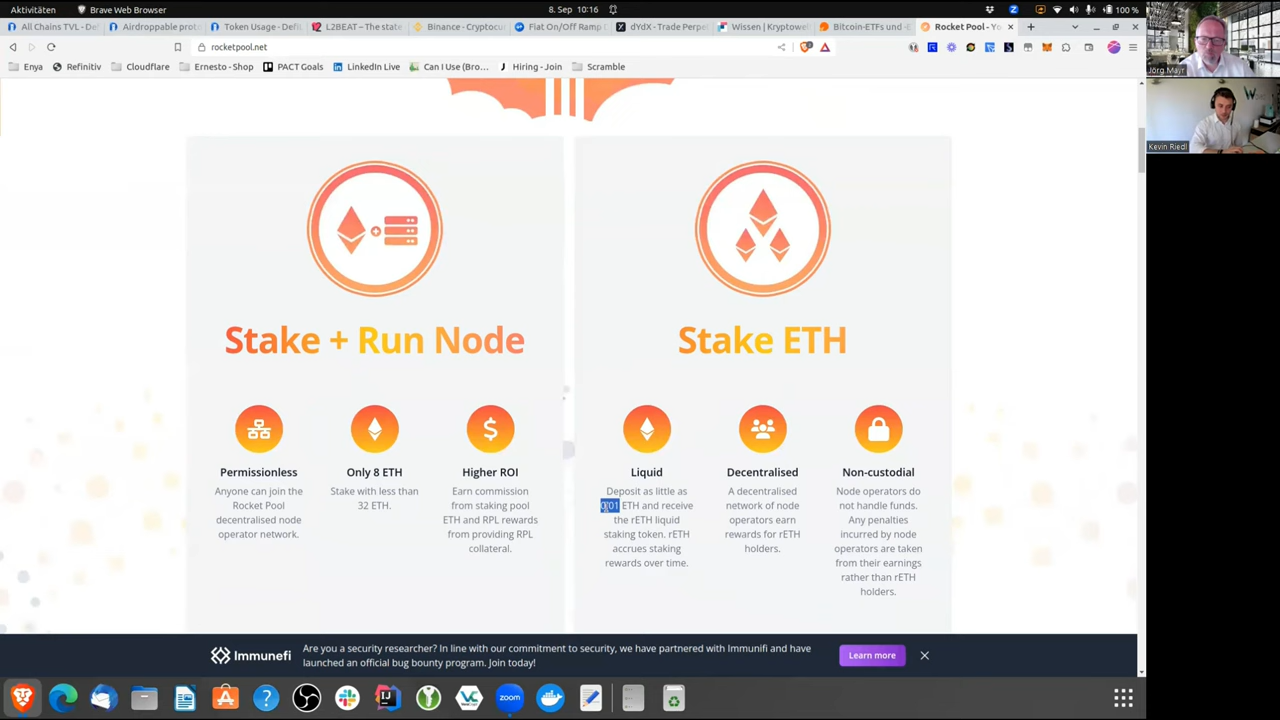 Aktivitäten
Brave Web Browser
8. Sep 10:16
100 %
All Chains TVL - Def
Airdroppable prot
Token Usage - Defi
L2BEAT – The state
Binance - Cryptocu
Fiat On/Off Ramp
dYdX - Trade Perpe
Wissen | Kryptowel
Bitcoin-ETFs und -E
Rocket Pool - Yo
rocketpool.net
Enya
Refinitiv
Cloudflare
Ernesto - Shop
PACT Goals
LinkedIn Live
Can I Use (Bro...
Hiring - Join
Scramble
Jörg Mayr
Kevin Riedl
Stake + Run Node
Permissionless
Anyone can join the
Rocket Pool
decentralised node
operator network.
Only 8 ETH
Stake with less than
32 ETH.
Higher ROI
Earn commission
from staking pool
ETH and RPL rewards
from providing RPL
collateral.
Stake ETH
Liquid
Deposit as little as
0.01 ETH and receive
the rETH liquid
staking token. rETH
accrues staking
rewards over time.
Decentralised
A decentralised
network of node
operators earn
rewards for rETH
holders.
Non-custodial
Node operators do
not handle funds.
Any penalties
incurred by node
operators are taken
from their earnings
rather than rETH
holders.
Immunefi
Are you a security researcher? In line with our commitment to security, we have partnered with Immunifi and have
launched an official bug bounty program. Join today!
Learn more
zoom